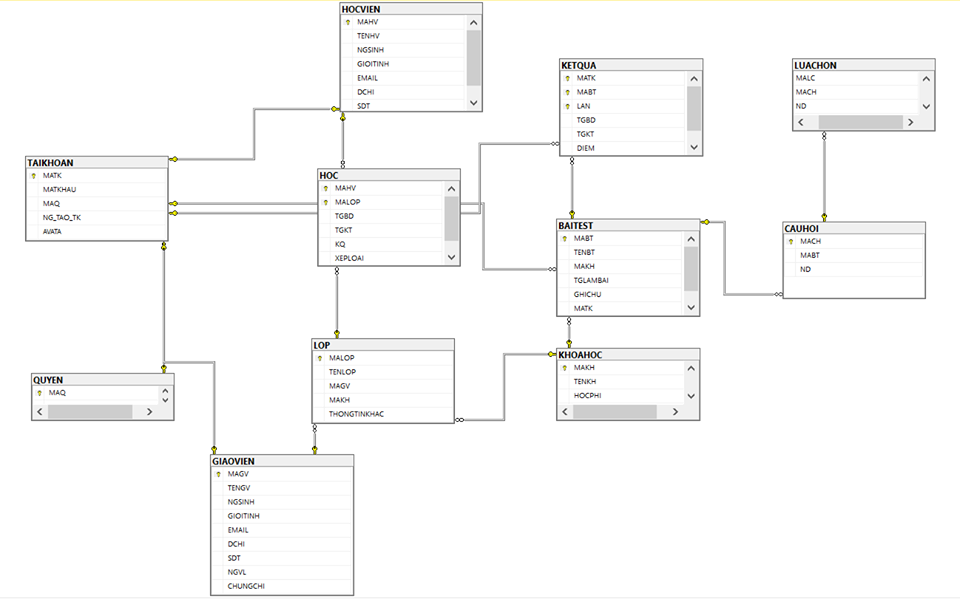 HOCVIEN
MAHV
TENHV
NGSINH
GIOITINH
EMAIL
DCHI
SDT
KETQUA
MATK
MABT
LAN
TGBD
TGKT
DIEM
LUACHON
MALC
MACH
ND
TAIKHOAN
MATK
MATKHAU
MAQ
NG_TAO_TK
AVATA
HOC
MAHV
MALOP
TGBD
TGKT
KQ
XEPLOAI
BAITEST
MABT
TENBT
MAKH
TGLAMBAI
GHICHU
MATK
CAUHOI
MACH
MABT
ND
LOP
MALOP
TENLOP
MAGV
MAKH
THONGTINKHAC
KHOAHOC
MAKH
TENKH
HOCPHI
QUYEN
MAQ
GIAOVIEN
MAGV
TENGV
NGSINH
GIOITINH
EMAIL
DCHI
SDT
NGVL
CHUNGCHI